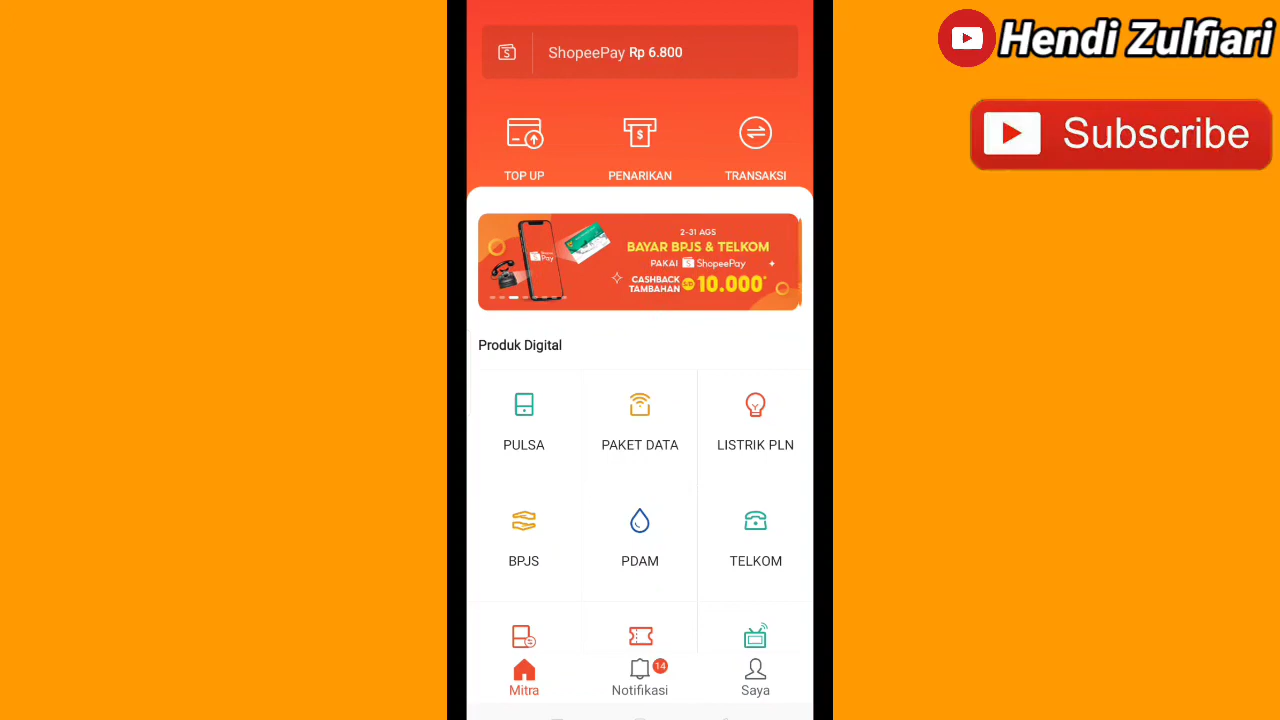 Hendi Zulfiari
Subscribe
ShopeePay Rp 6.800
TOP UP
PENARIKAN
TRANSAKSI
2-31 AGS
BAYAR BPJS & TELKOM
PAKAI ShopeePay
CASHBACK
TAMBAHAN
10.000*
Pay
Produk Digital
PULSA
PAKET DATA
LISTRIK PLN
BPJS
PDAM
TELKOM
14
Mitra
Notifikasi
Saya